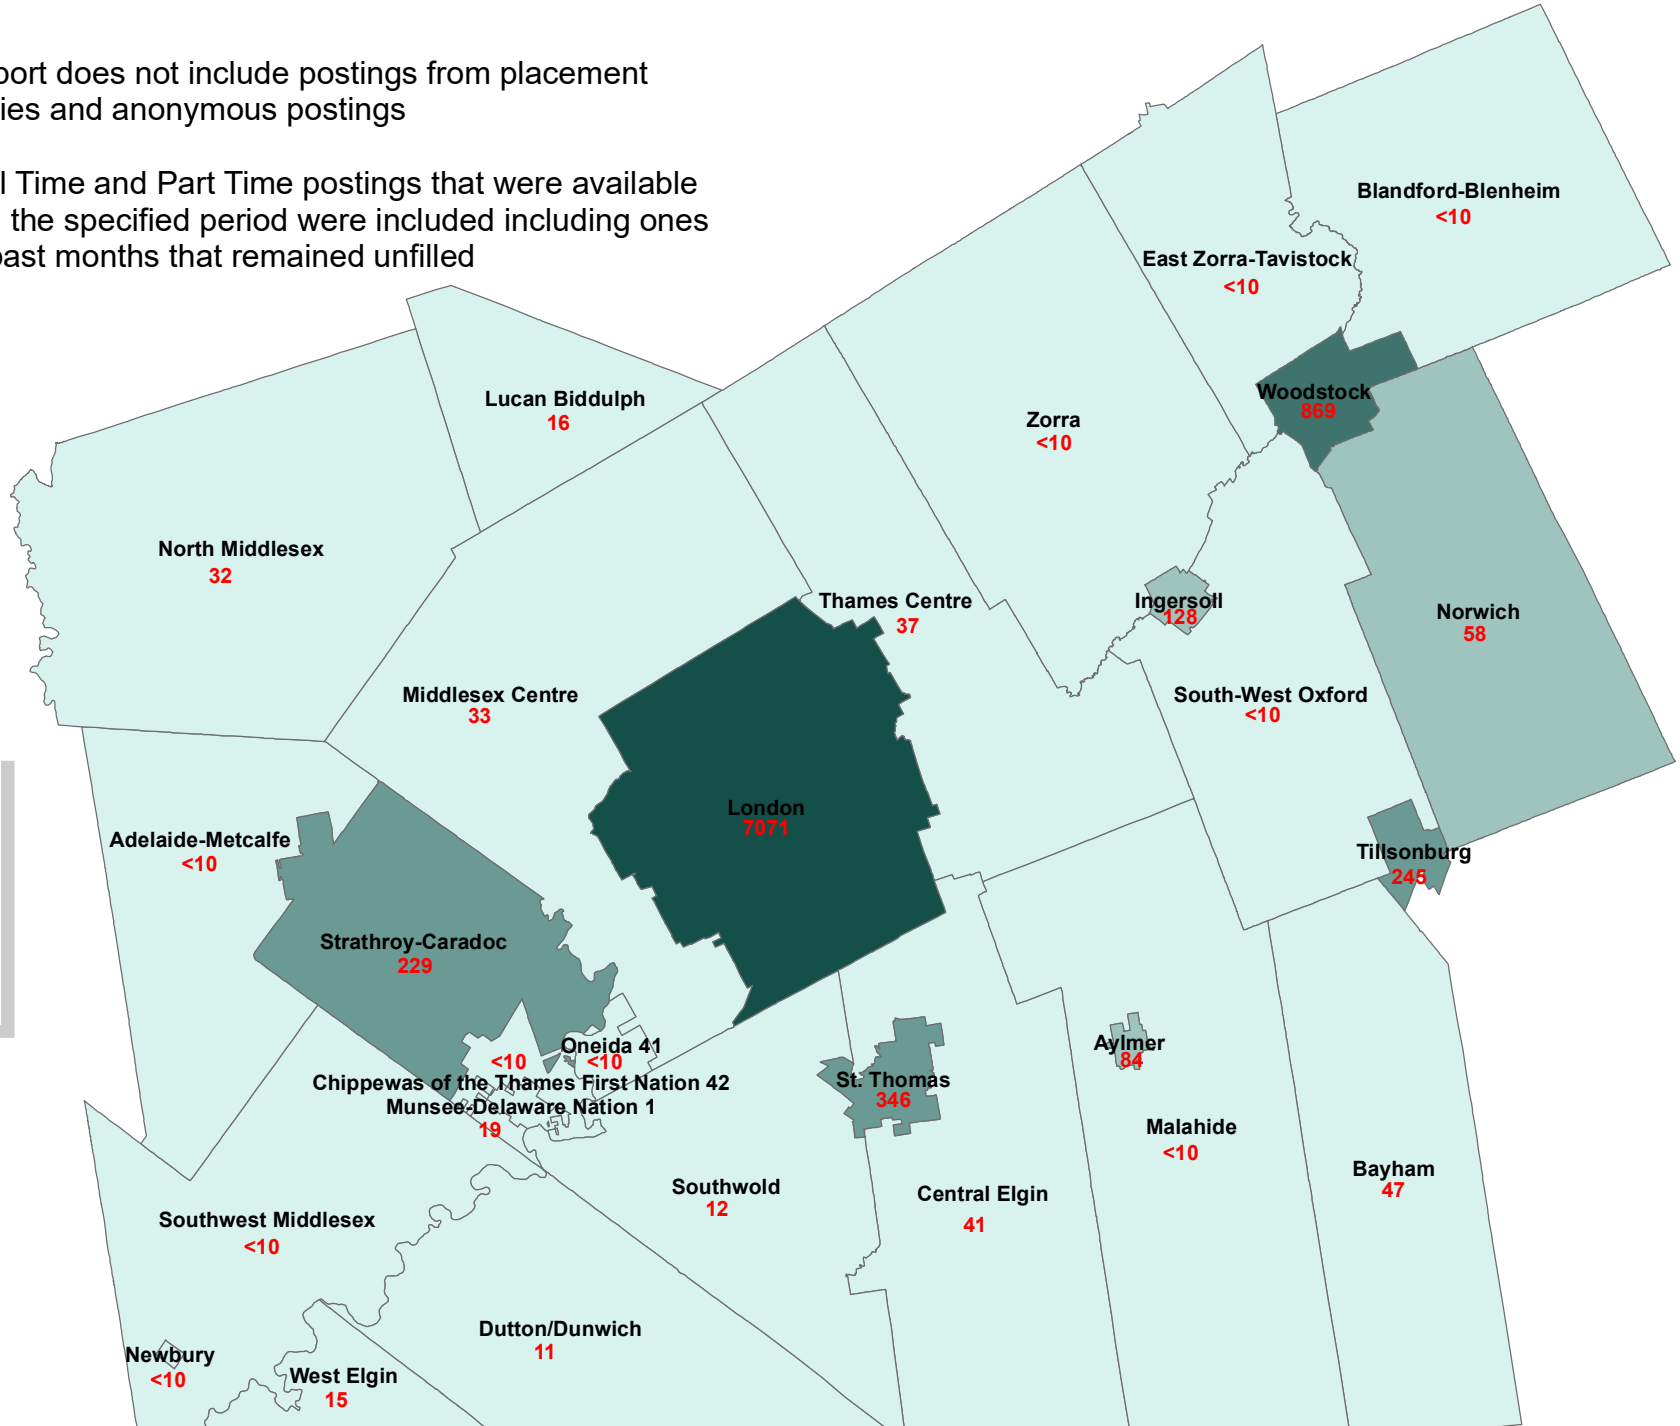 port does not include postings from placement
ies and anonymous postings
l Time and Part Time postings that were available
the specified period were included including ones
past months that remained unfilled
Blandford-Blenheim
<10
East Zorra-Tavistock
<10
Woodstock
869
Lucan Biddulph
16
Zorra
<10
North Middlesex
32
Thames Centre
37
Ingersoll
128
Norwich
58
Middlesex Centre
33
South-West Oxford
<10
London
7071
Adelaide-Metcalfe
<10
Tillsonburg
245
Strathroy-Caradoc
229
Oneida 41
<10
<10
Chippewas of the Thames First Nation 42
Munsee-Delaware Nation 1
19
Aylmer
84
St. Thomas
346
Malahide
<10
Bayham
47
Southwold
12
Central Elgin
41
Southwest Middlesex
<10
Dutton/Dunwich
11
Newbury
<10
West Elgin
15